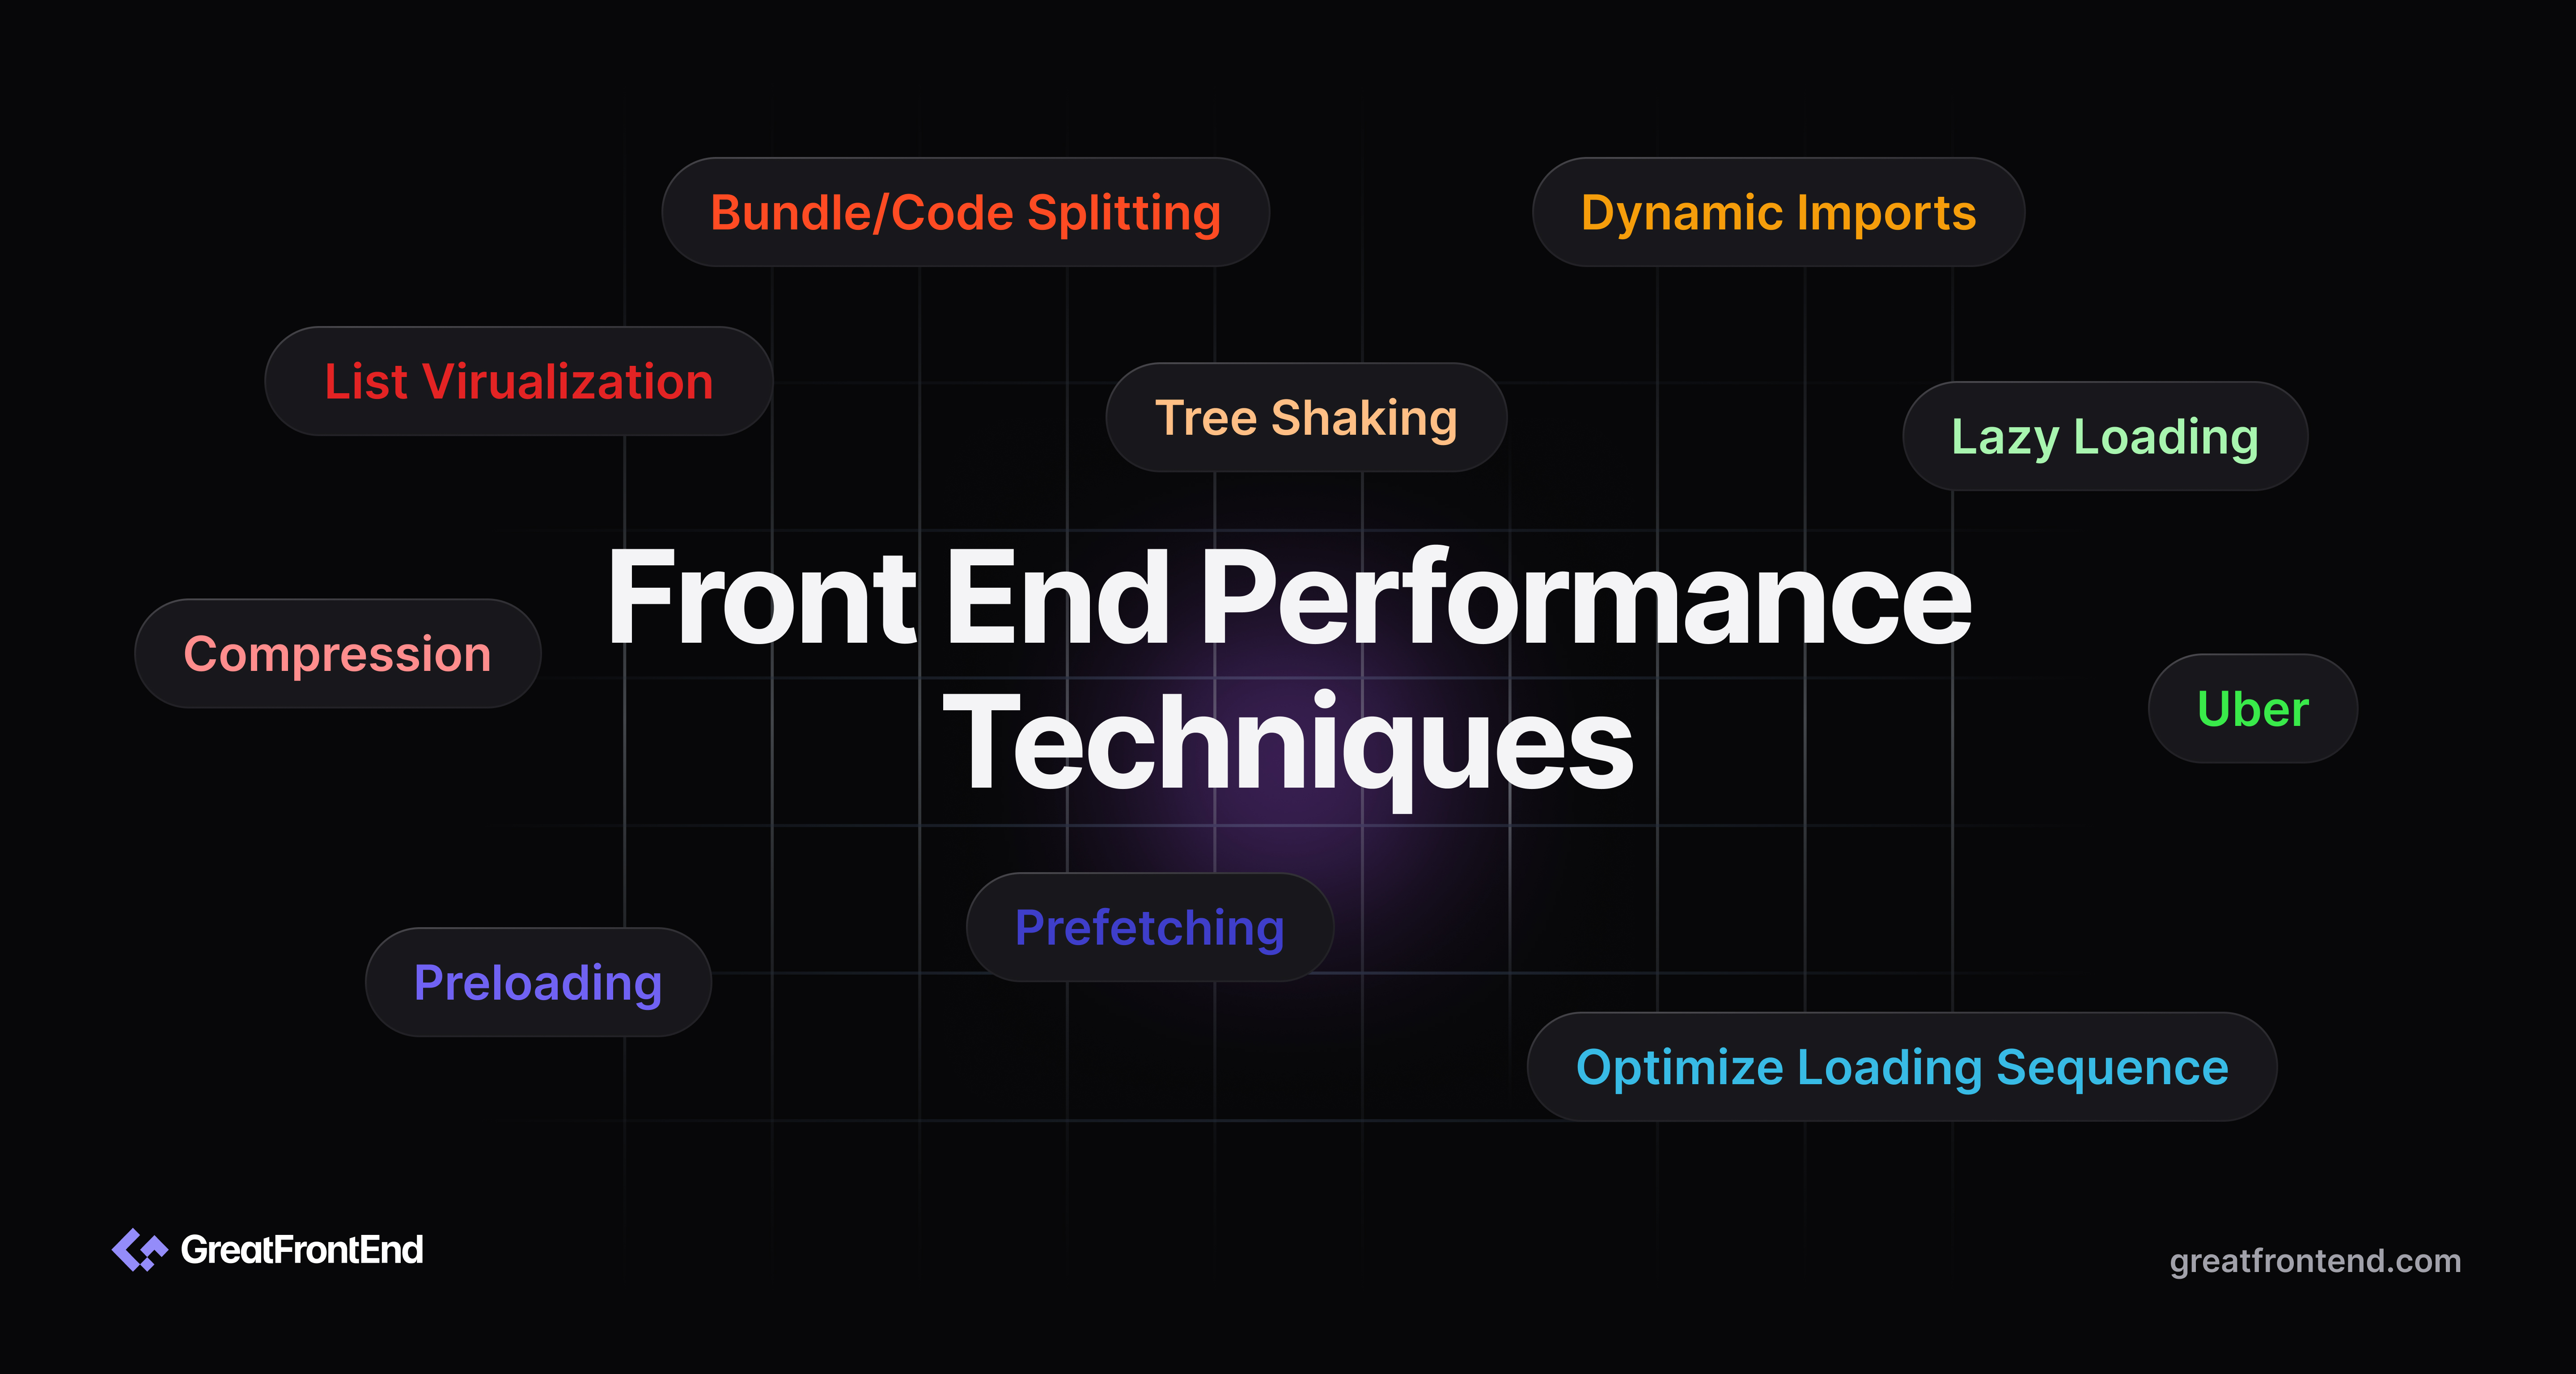 Bundle/Code Splitting
Dynamic Imports
List Virualization
Tree Shaking
Lazy Loading
Front End Performance
Techniques
Compression
Uber
Prefetching
Preloading
Optimize Loading Sequence
GreatFrontEnd
greatfrontend.com